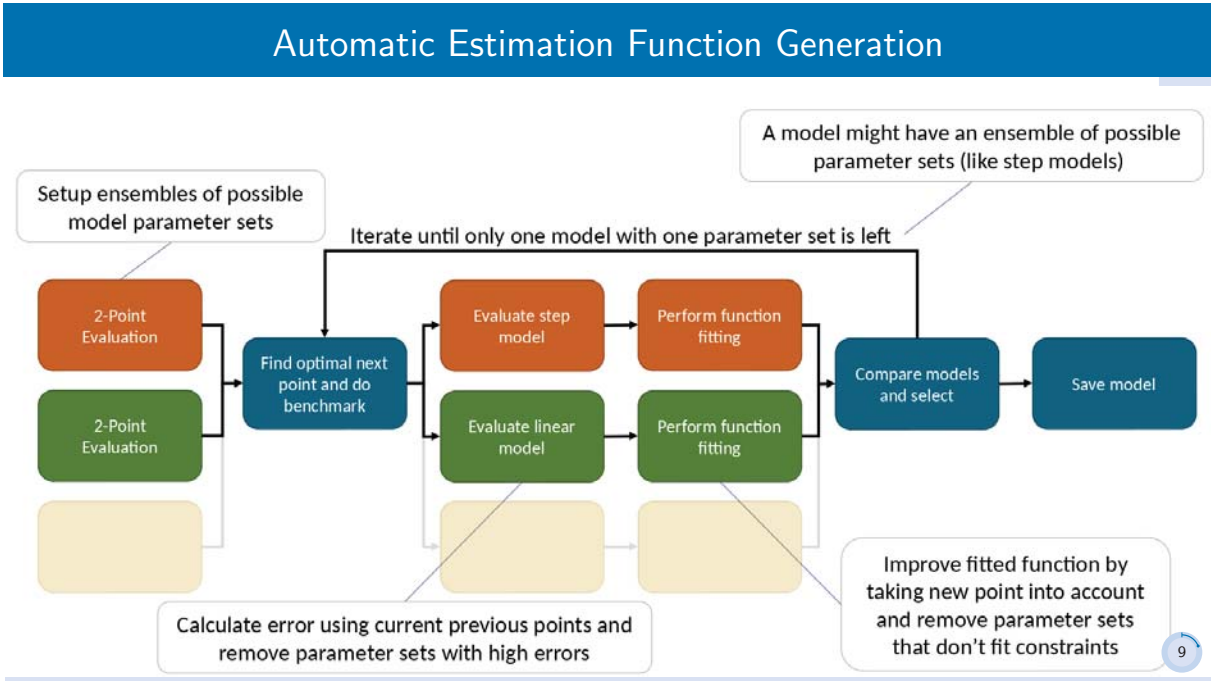 Automatic Estimation Function Generation
A model might have an ensemble of possible
parameter sets (like step models)
Setup ensembles of possible
model parameter sets
Iterate until only one model with one parameter set is left
2-Point
Evaluation
2-Point
Evaluation
Find optimal next
point and do
benchmark
Evaluate step
model
Perform function
fitting
Evaluate linear
model
Perform function
fitting
Compare models
and select
Save model
Calculate error using current previous points and
remove parameter sets with high errors
Improve fitted function by
taking new point into account
and remove parameter sets
that don't fit constraints
9